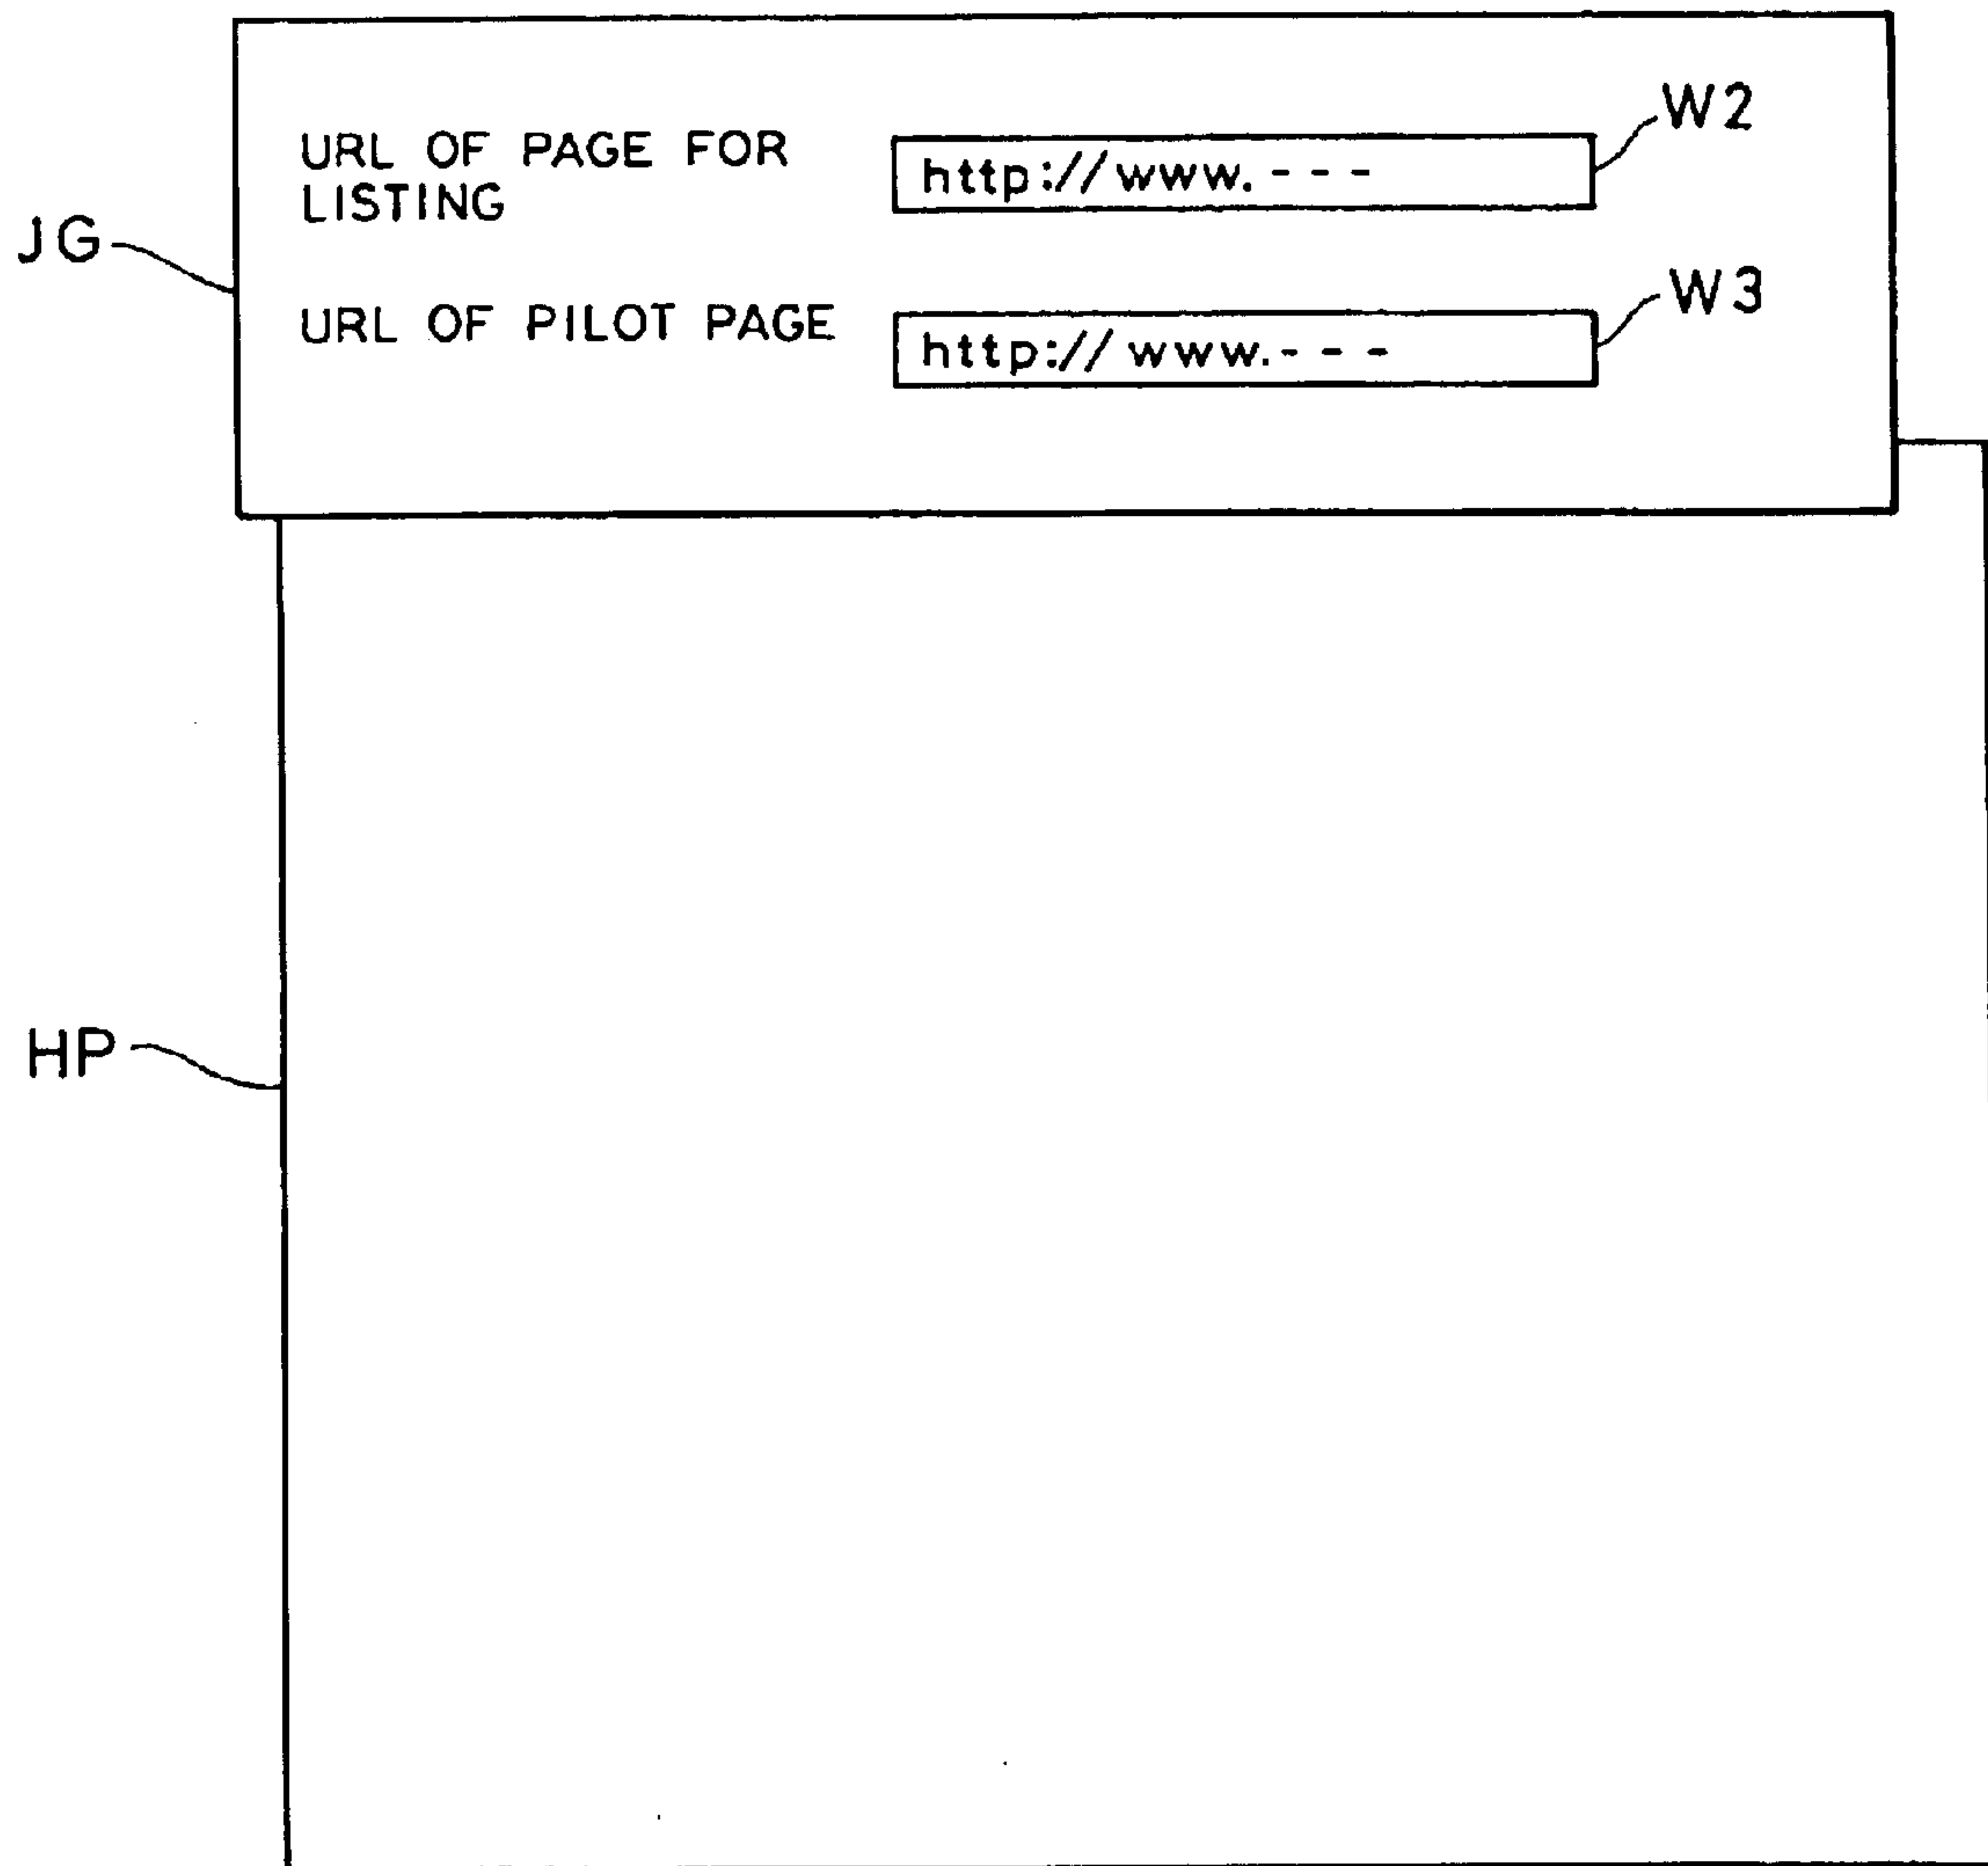 W2
URL OF PAGE FOR
http://www.---
LISTING
JG
W3
URL OF PILOT PAGE
http://www.---
HP